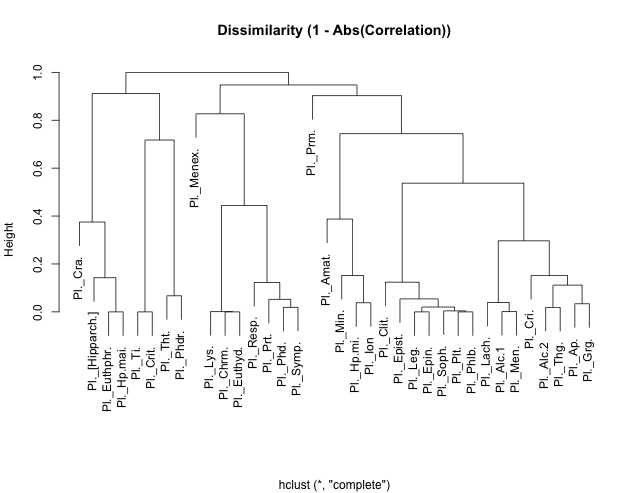 Dissimilarity (1 - Abs(Correlation))
Height
1.0
0.8
0.6
0.4
0.2
0.0
Pl._Cra.
Pl._[Hipparch.]
Pl._Euthphr.
Pl._Hp.mai.
Pl._Ti.
Pl._Crit.
Pl._Tht.
Pl._Phdr.
Pl._Menex.
Pl._Lys.
Pl._Chrm.
Pl._Euthyd.
Pl._Resp.
Pl._Prt.
Pl._Phd.
Pl._Symp.
Pl._Prm.
Pl._Amat.
Pl._Min.
Pl._Hp.mi.
Pl._Ion
Pl._Clit.
Pl._Epist.
Pl._Leg.
Pl._Epin.
Pl._Soph.
Pl._Plt.
Pl._Phlb.
Pl._Lach.
Pl._Alc.1
Pl._Men.
Pl._Cri.
Pl._Alc.2
Pl._Thg.
Pl._Ap.
Pl._Grg.
hclust (*, "complete")